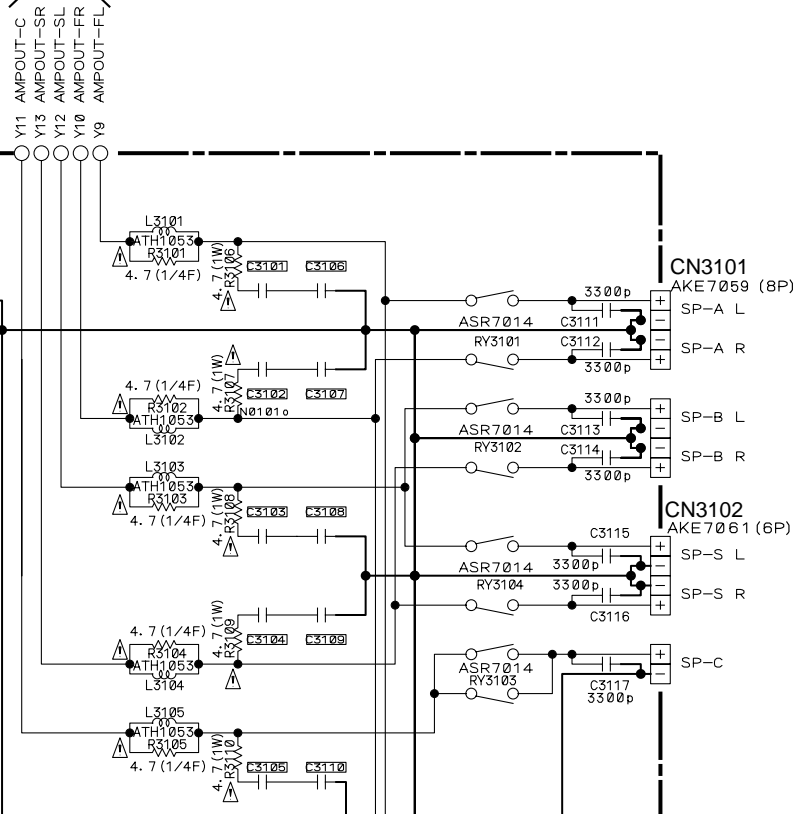 Y11 AMPOUT-C
Y13 AMPOUT-SR
Y12 AMPOUT-SL
Y10 AMPOUT-FR
Y9 AMPOUT-FL
L3101
ATH1053
R3101
4.7(1/4F)
4.7(1W)
R3106
C3101 C3106
4.7(1W)
R3107
C3102 C3107
N0101o
4.7(1/4F)
R3102
ATH1053
L3102
L3103
ATH1053
R3103
4.7(1/4F)
4.7(1W)
R3108
C3103 C3108
4.7(1W)
R3109
C3104 C3109
4.7(1/4F)
R3104
ATH1053
L3104
L3105
ATH1053
R3105
4.7(1/4F)
4.7(1W)
R3110
C3105 C3110
CN3101
AKE7059 (8P)
3300p
+
SP-A L
ASR7014 C3111
-
RY3101 C3112
-
SP-A R
+
3300p
3300p
+
SP-B L
ASR7014 C3113
-
RY3102 C3114
-
SP-B R
+
3300p
CN3102
AKE7061(6P)
C3115
+
SP-S L
ASR7014 3300p
-
RY3104 3300p
-
SP-S R
+
C3116
+
SP-C
ASR7014
RY3103
-
C3117
3300p